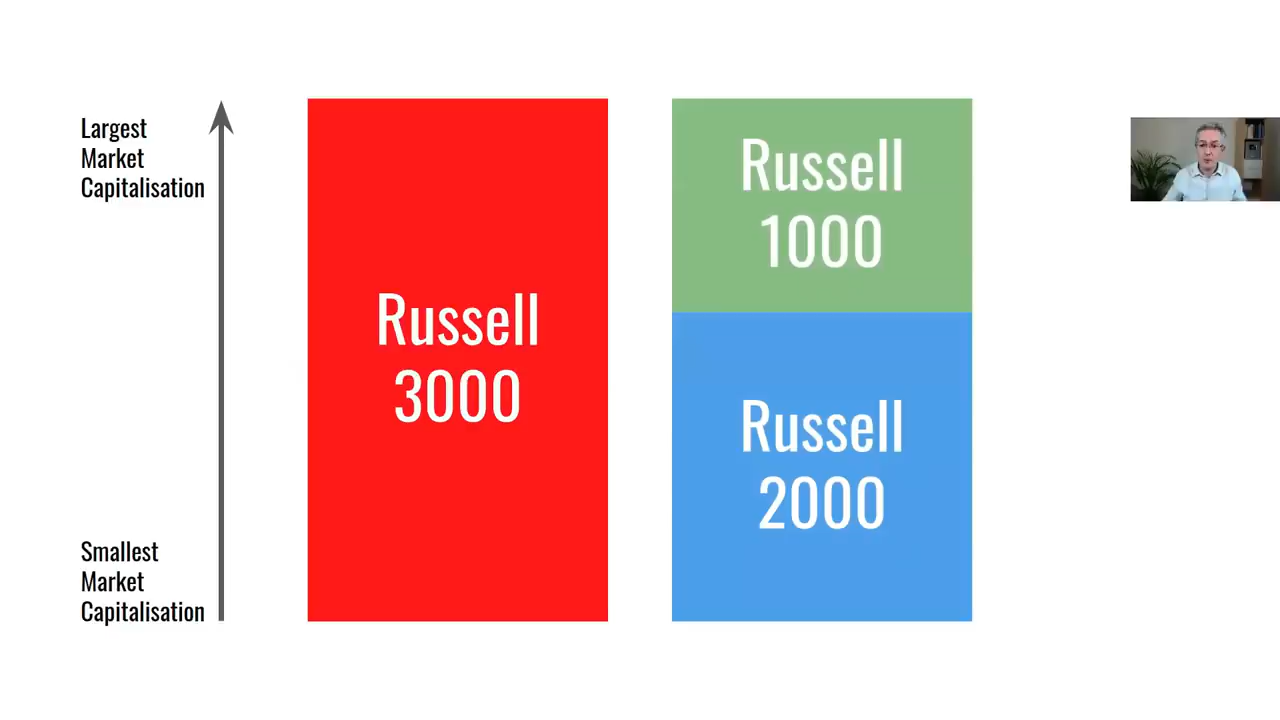 Largest
Market
Capitalisation
Smallest
Market
Capitalisation
Russell
3000
Russell
1000
Russell
2000